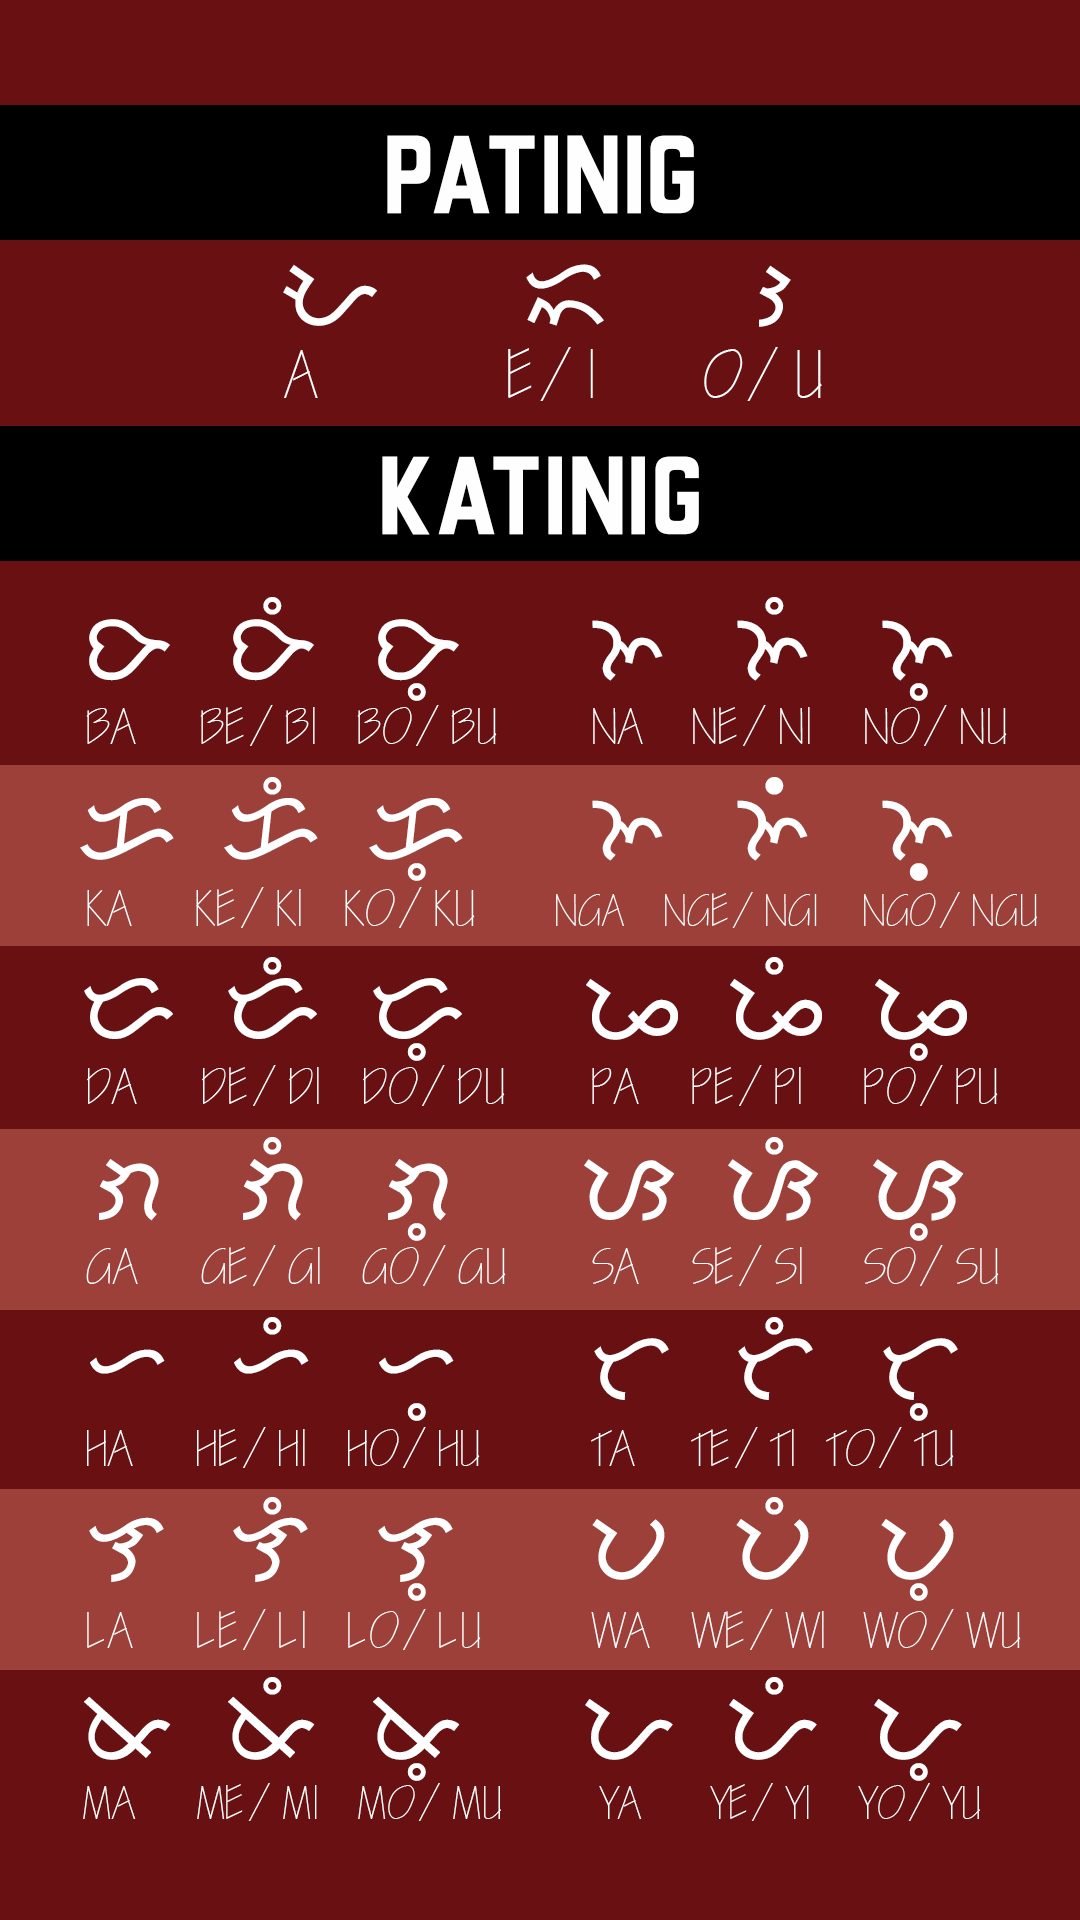 PATINIG
ᜀ ᜁ ᜂ
A E/I O/U
KATINIG
ᜊ ᜊᜒ ᜊᜓ ᜈ ᜈᜒ ᜈᜓ
BA BE/BI BO/BU NA NE/NI NO/NU
ᜃ ᜃᜒ ᜃᜓ ᜈ ᜈᜒ ᜈᜓ
KA KE/KI KO/KU NGA NGE/NGI NGO/NGU
ᜇ ᜇᜒ ᜇᜓ ᜉ ᜉᜒ ᜉᜓ
DA DE/DI DO/DU PA PE/PI PO/PU
ᜄ ᜄᜒ ᜄᜓ ᜐ ᜐᜒ ᜐᜓ
GA GE/GI GO/GU SA SE/SI SO/SU
ᜑ ᜑᜒ ᜑᜓ ᜆ ᜆᜒ ᜆᜓ
HA HE/HI HO/HU TA TE/TI TO/TU
ᜎ ᜎᜒ ᜎᜓ ᜏ ᜏᜒ ᜏᜓ
LA LE/LI LO/LU WA WE/WI WO/WU
ᜋ ᜋᜒ ᜋᜓ ᜌ ᜌᜒ ᜌᜓ
MA ME/MI MO/MU YA YE/YI YO/YU